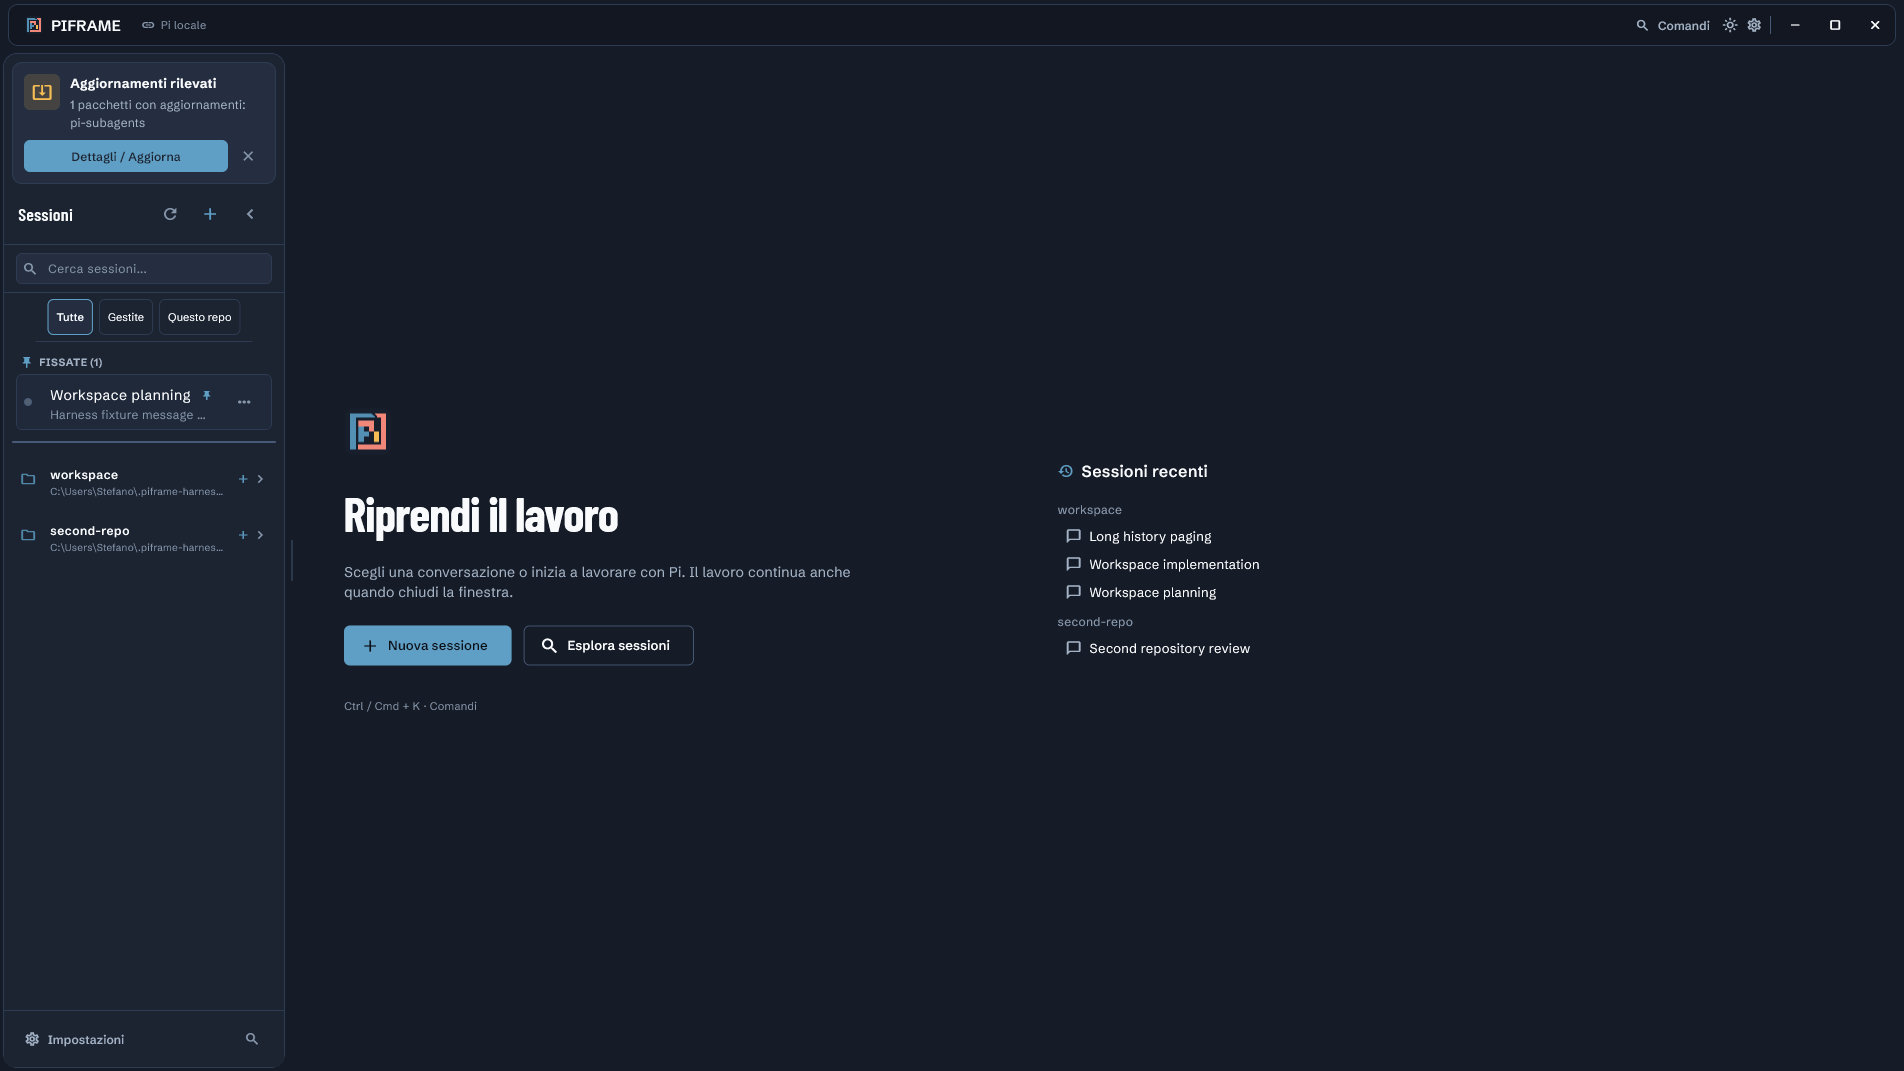 PIFRAME
Pi locale
Comandi
Aggiornamenti rilevati
1 pacchetti con aggiornamenti:
pi-subagents
Dettagli / Aggiorna
Sessioni
Cerca sessioni...
Tutte
Gestite
Questo repo
FISSATE (1)
Workspace planning
Harness fixture message ...
workspace
C:\Users\Stefano\.piframe-harnes...
second-repo
C:\Users\Stefano\.piframe-harnes...
Impostazioni
Riprendi il lavoro
Scegli una conversazione o inizia a lavorare con Pi. Il lavoro continua anche
quando chiudi la finestra.
Nuova sessione
Esplora sessioni
Ctrl / Cmd + K · Comandi
Sessioni recenti
workspace
Long history paging
Workspace implementation
Workspace planning
second-repo
Second repository review